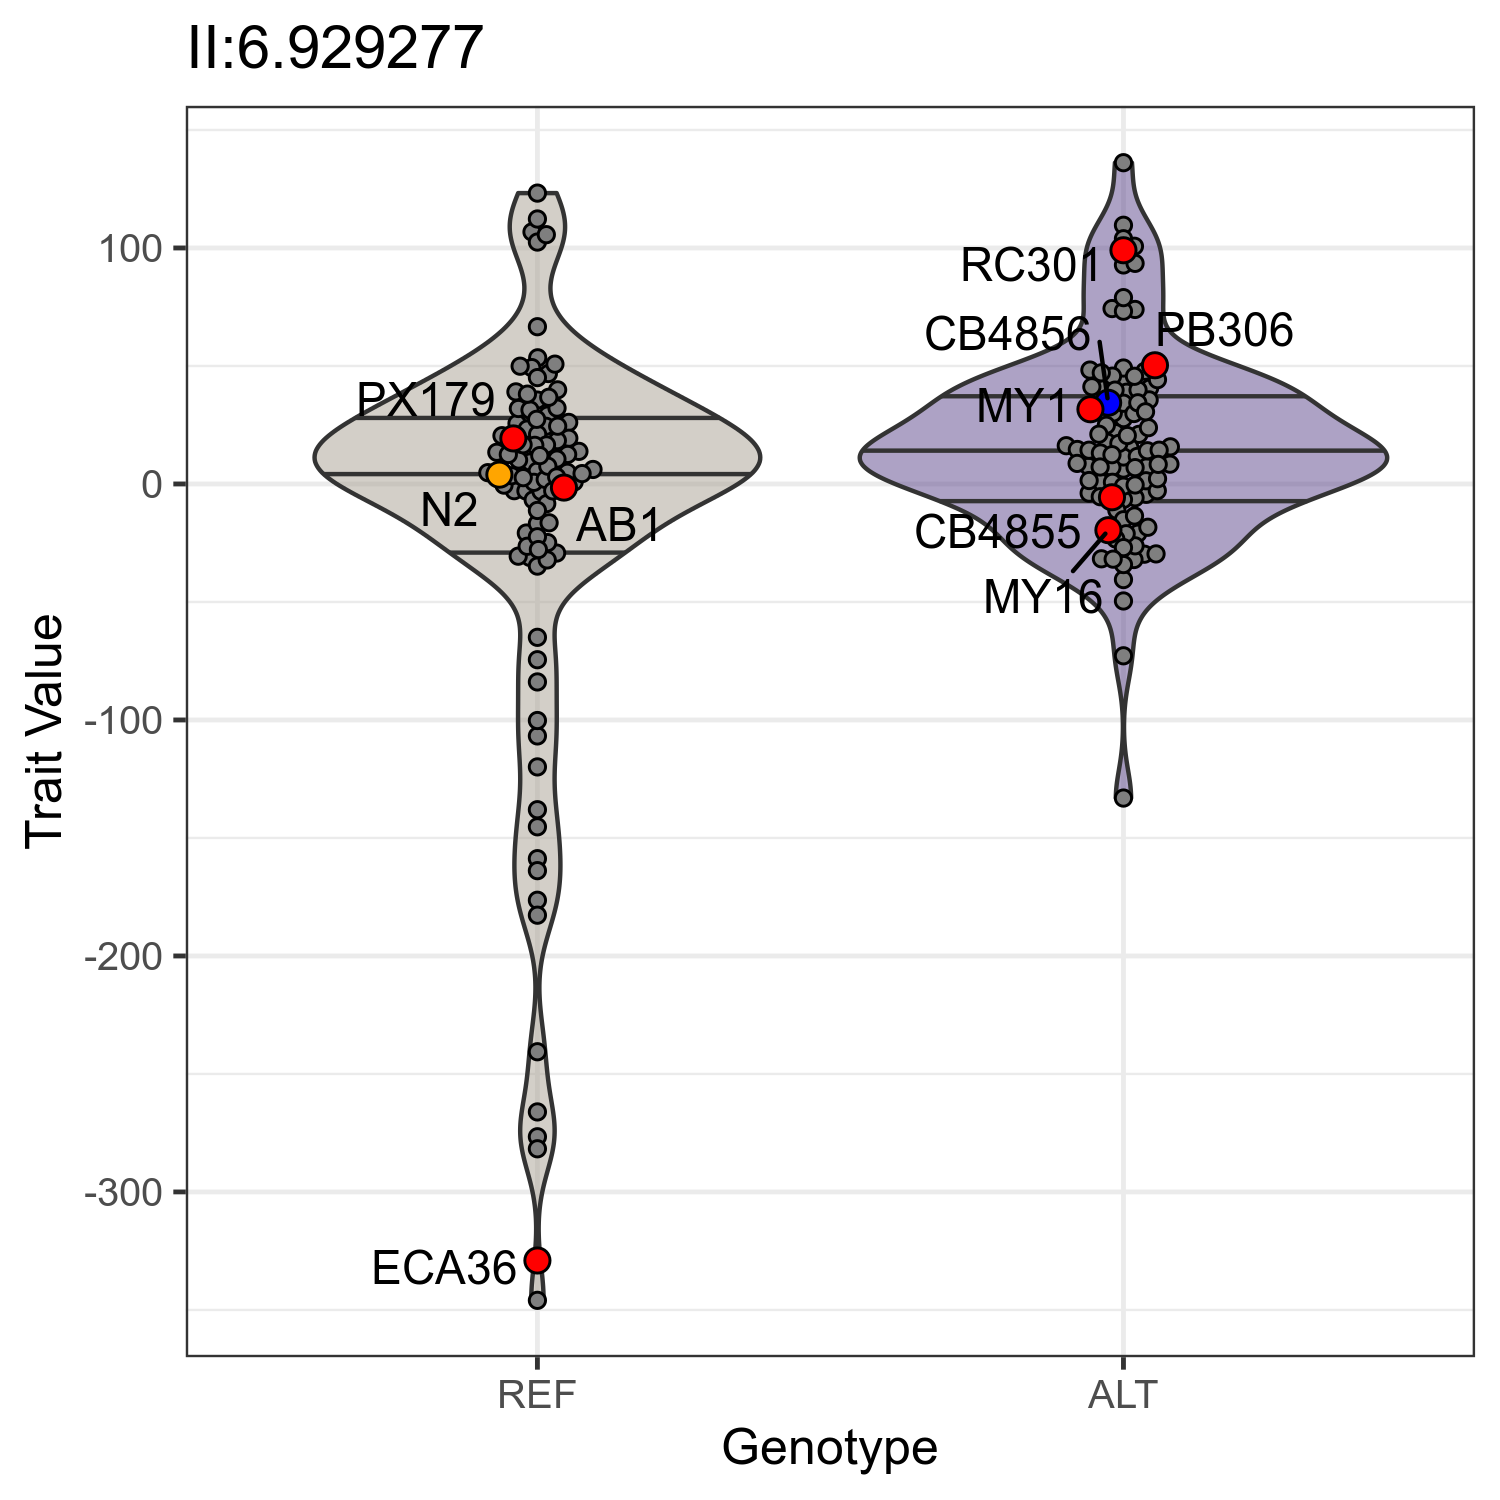 II:6.929277
Trait Value
100
0
-100
-200
-300
PX179
N2
AB1
ECA36
RC301
CB4856
PB306
MY1
CB4855
MY16
REF
ALT
Genotype